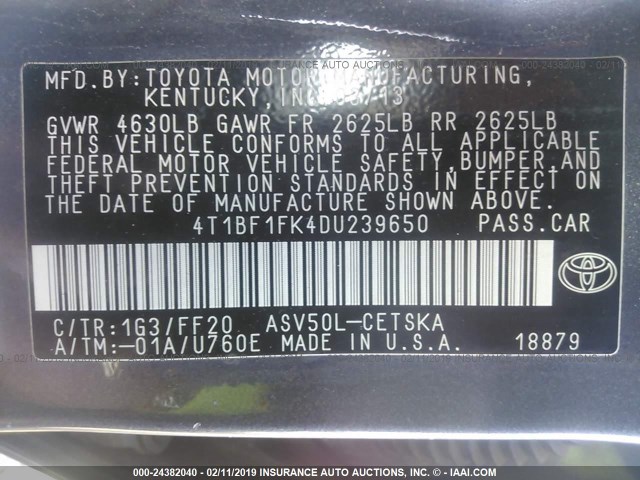 MFD. BY: TOYOTA MOTOR MANUFACTURING,
KENTUCKY, INC. 13
GVWR 4630LB GAWR FR 2625LB RR 2625LB
THIS VEHICLE CONFORMS TO ALL APPLICABLE
FEDERAL MOTOR VEHICLE SAFETY, BUMPER, AND
THEFT PREVENTION STANDARDS IN EFFECT ON
THE DATE OF MANUFACTURE SHOWN ABOVE.
4T1BF1FK4DU239650 PASS. CAR
C/TR: 1G3/FF20 ASV50L-CETSKA
A/TM: -01A/U760E MADE IN U.S.A. 18879
000-24382040 - 02/11/2019 INSURANCE AUTO AUCTIONS, INC. (C) - IAAI.COM